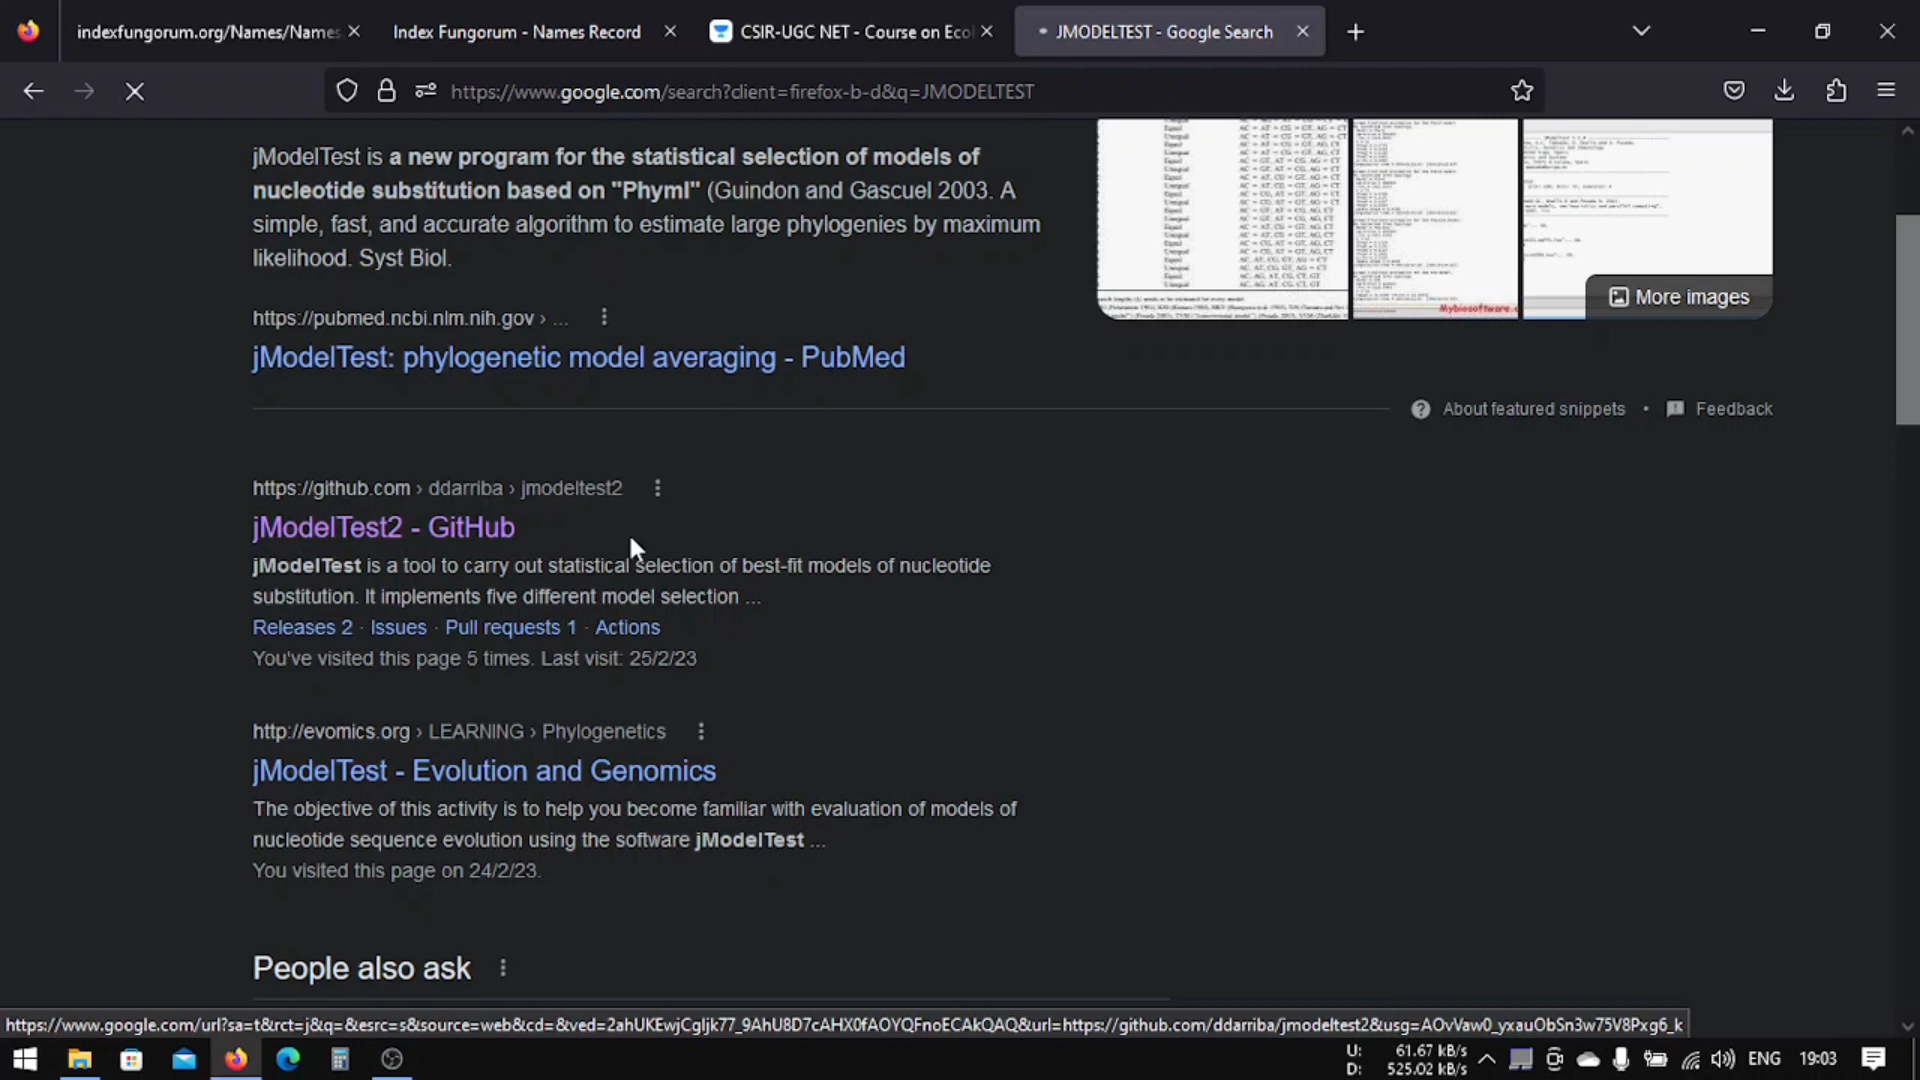 indexfungorum.org/Names/Names
Index Fungorum - Names Record
CSIR-UGC NET - Course on Ecol
JMODELTEST - Google Search
https://www.google.com/search?client=firefox-b-d&q=JMODELTEST
jModelTest is a new program for the statistical selection of models of
nucleotide substitution based on "Phyml" (Guindon and Gascuel 2003. A
simple, fast, and accurate algorithm to estimate large phylogenies by maximum
likelihood. Syst Biol.
More images
https://pubmed.ncbi.nlm.nih.gov › ...
jModelTest: phylogenetic model averaging - PubMed
About featured snippets • Feedback
https://github.com › ddarriba › jmodeltest2
jModelTest2 - GitHub
jModelTest is a tool to carry out statistical selection of best-fit models of nucleotide
substitution. It implements five different model selection ...
Releases 2 · Issues · Pull requests 1 · Actions
You've visited this page 5 times. Last visit: 25/2/23
http://evomics.org › LEARNING › Phylogenetics
jModelTest - Evolution and Genomics
The objective of this activity is to help you become familiar with evaluation of models of
nucleotide sequence evolution using the software jModelTest ...
You visited this page on 24/2/23.
People also ask
https://www.google.com/url?sa=t&rct=j&q=&esrc=s&source=web&cd=&ved=2ahUKEwjCgIjk77_9AhU8D7cAHX0fAOYQFnoECAkQAQ&url=https://github.com/ddarriba/jmodeltest2&usg=AOvVaw0_yxauObSn3w75V8Pxg6_k
U: 61.67 kB/s
D: 525.02 kB/s
ENG 19:03